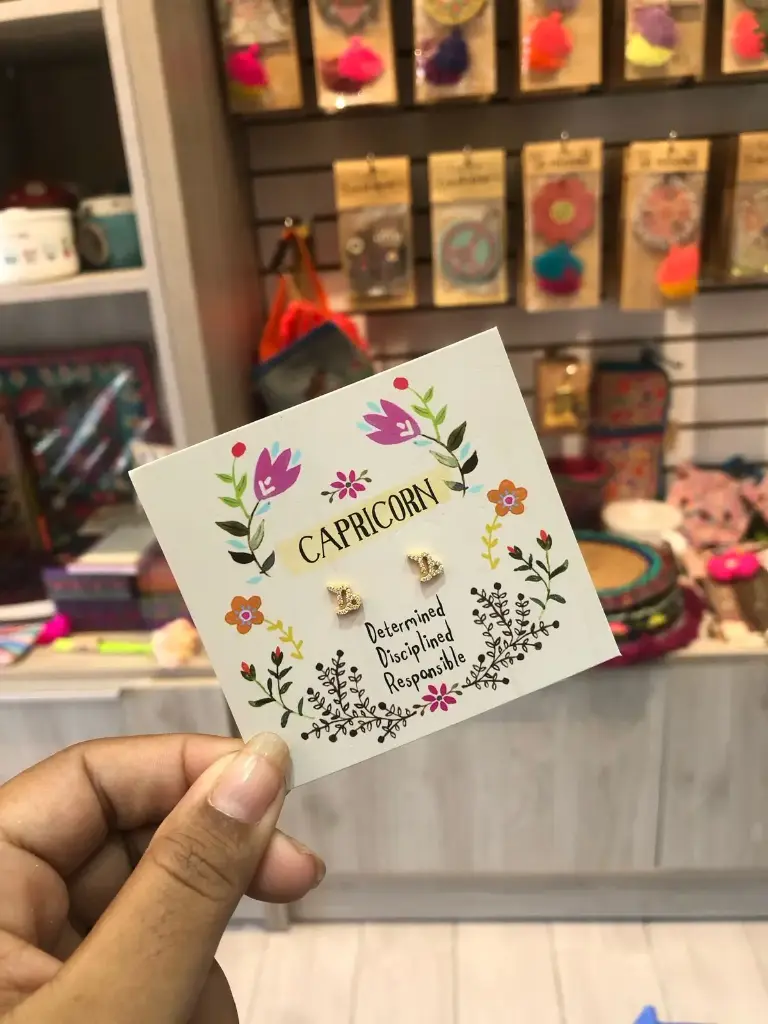 CAPRICORN
Determined
Disciplined
Responsible